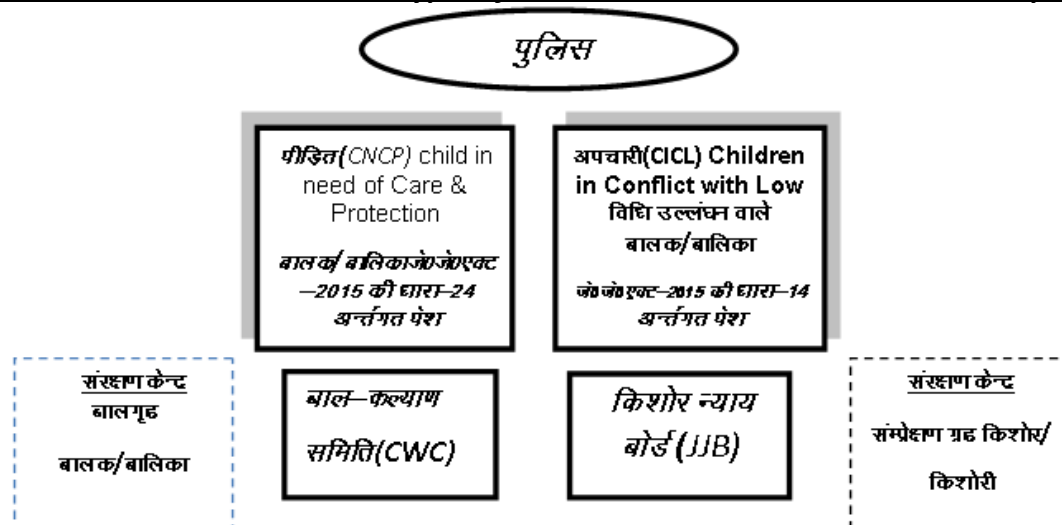 पुलिस
पीड़ित(CNCP) child in
need of Care &
Protection
बालक/बालिकाजे0जे0एक्ट
–2015 की धारा–24
अर्न्तगत पेश
अपचारी(CICL) Children
in Conflict with Low
विधि उल्लंघन वाले
बालक/बालिका
जे0जे0एक्ट–2015 की धारा–14
अर्न्तगत पेश
संरक्षण केन्द
बालगृह
बालक/बालिका
बाल–कल्याण
समिति(CWC)
किशोर न्याय
बोर्ड(JJB)
संरक्षण केन्द
सम्प्रेक्षण ग्रह किशोर/
किशोरी